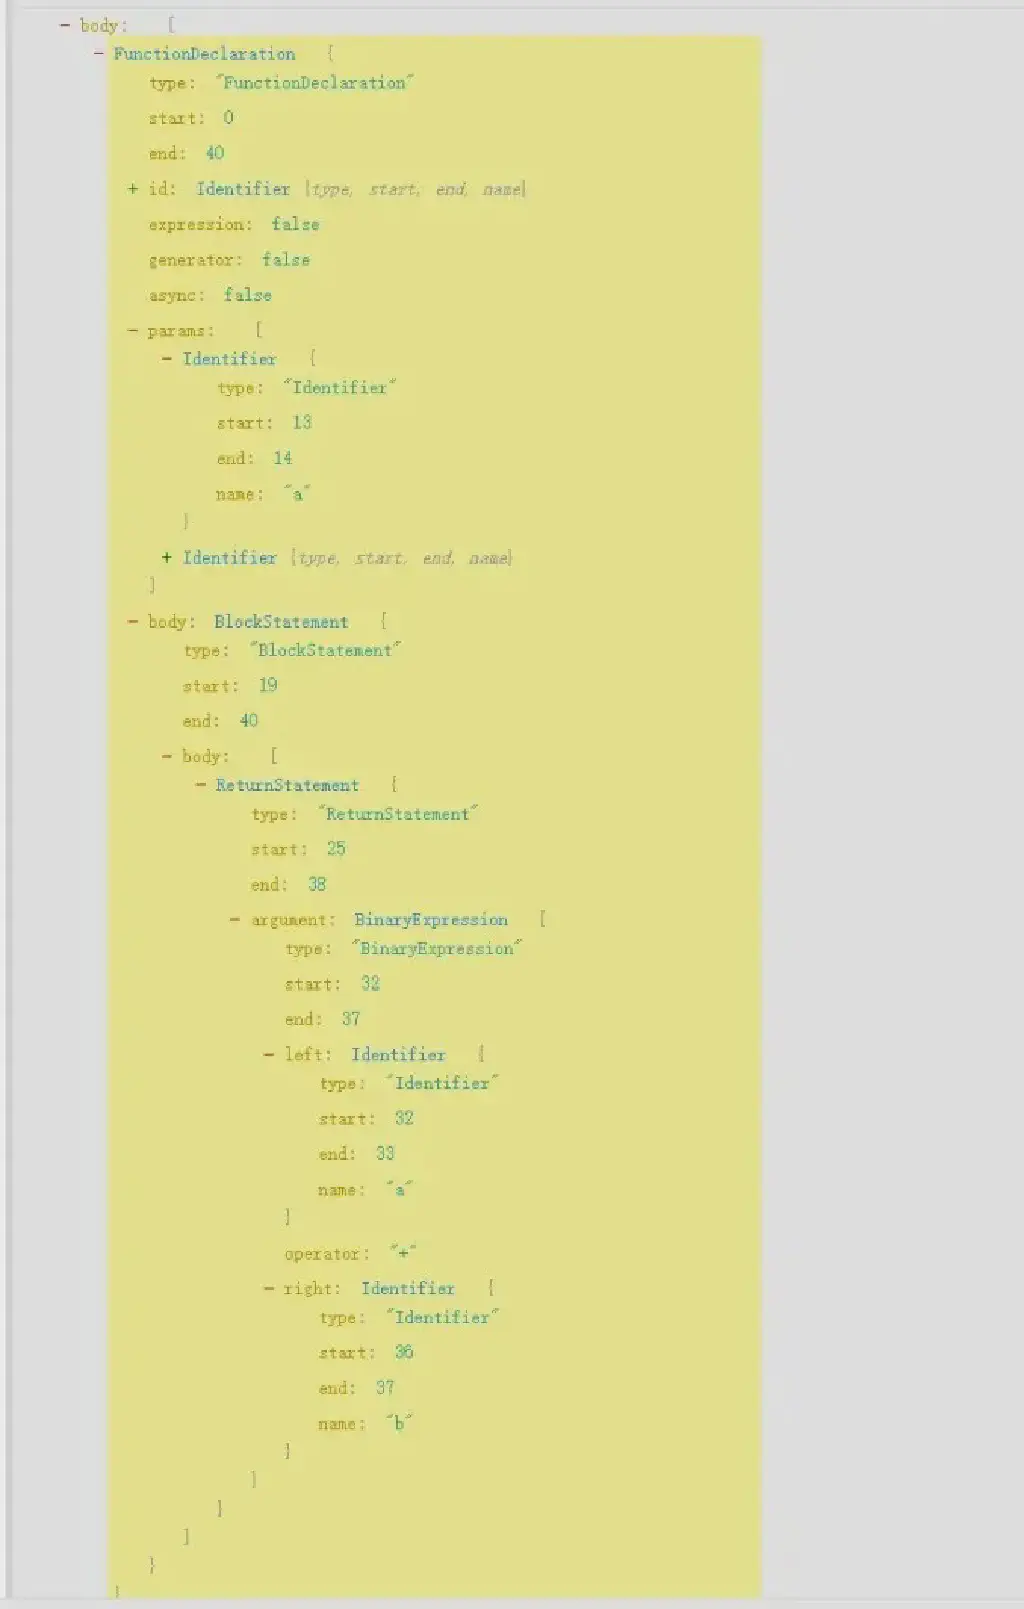 − body: [
− FunctionDeclaration {
type: "FunctionDeclaration"
start: 0
end: 40
+ id: Identifier {type, start, end, name}
expression: false
generator: false
async: false
− params: [
− Identifier {
type: "Identifier"
start: 13
end: 14
name: "a"
}
+ Identifier {type, start, end, name}
]
− body: BlockStatement {
type: "BlockStatement"
start: 19
end: 40
− body: [
− ReturnStatement {
type: "ReturnStatement"
start: 25
end: 38
− argument: BinaryExpression {
type: "BinaryExpression"
start: 32
end: 37
− left: Identifier {
type: "Identifier"
start: 32
end: 33
name: "a"
}
operator: "+"
− right: Identifier {
type: "Identifier"
start: 36
end: 37
name: "b"
}
}
}
]
}
}